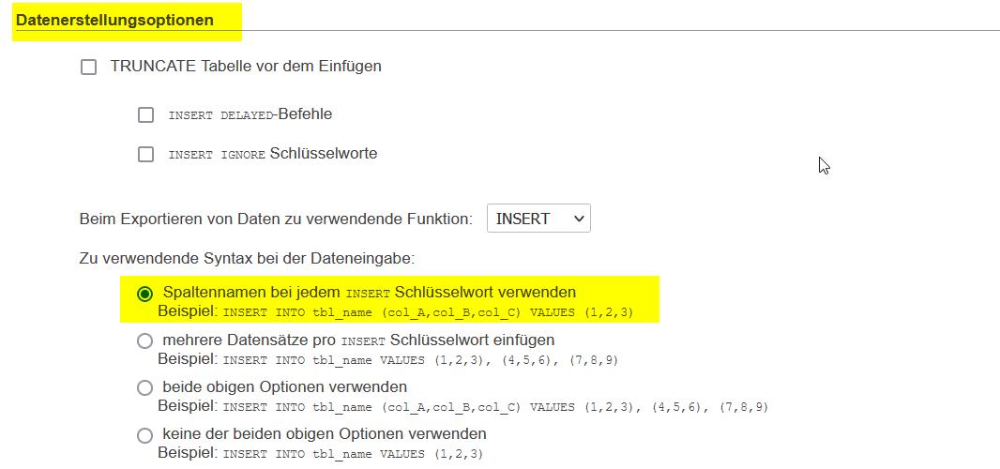 Datenerstellungsoptionen
TRUNCATE Tabelle vor dem Einfügen
INSERT DELAYED-Befehle
INSERT IGNORE Schlüsselworte
Beim Exportieren von Daten zu verwendende Funktion: INSERT
Zu verwendende Syntax bei der Dateneingabe:
Spaltennamen bei jedem INSERT Schlüsselwort verwenden
Beispiel: INSERT INTO tbl_name (col_A,col_B,col_C) VALUES (1,2,3)
mehrere Datensätze pro INSERT Schlüsselwort einfügen
Beispiel: INSERT INTO tbl_name VALUES (1,2,3), (4,5,6), (7,8,9)
beide obigen Optionen verwenden
Beispiel: INSERT INTO tbl_name (col_A,col_B,col_C) VALUES (1,2,3), (4,5,6), (7,8,9)
keine der beiden obigen Optionen verwenden
Beispiel: INSERT INTO tbl_name VALUES (1,2,3)